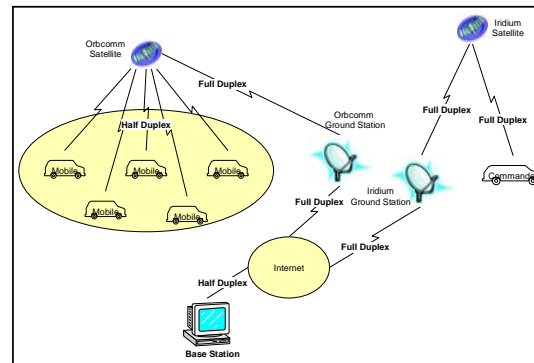 Iridium
Satellite
Orbcomm
Satellite
Full Duplex
Orbcomm
Ground Station
Full Duplex
Full Duplex
Half Duplex
Mobile
Mobile
Mobile
Commande
Iridium
Ground Station
Mobile
Mobile
Full Duplex
Full Duplex
Internet
Half Duplex
Base Station